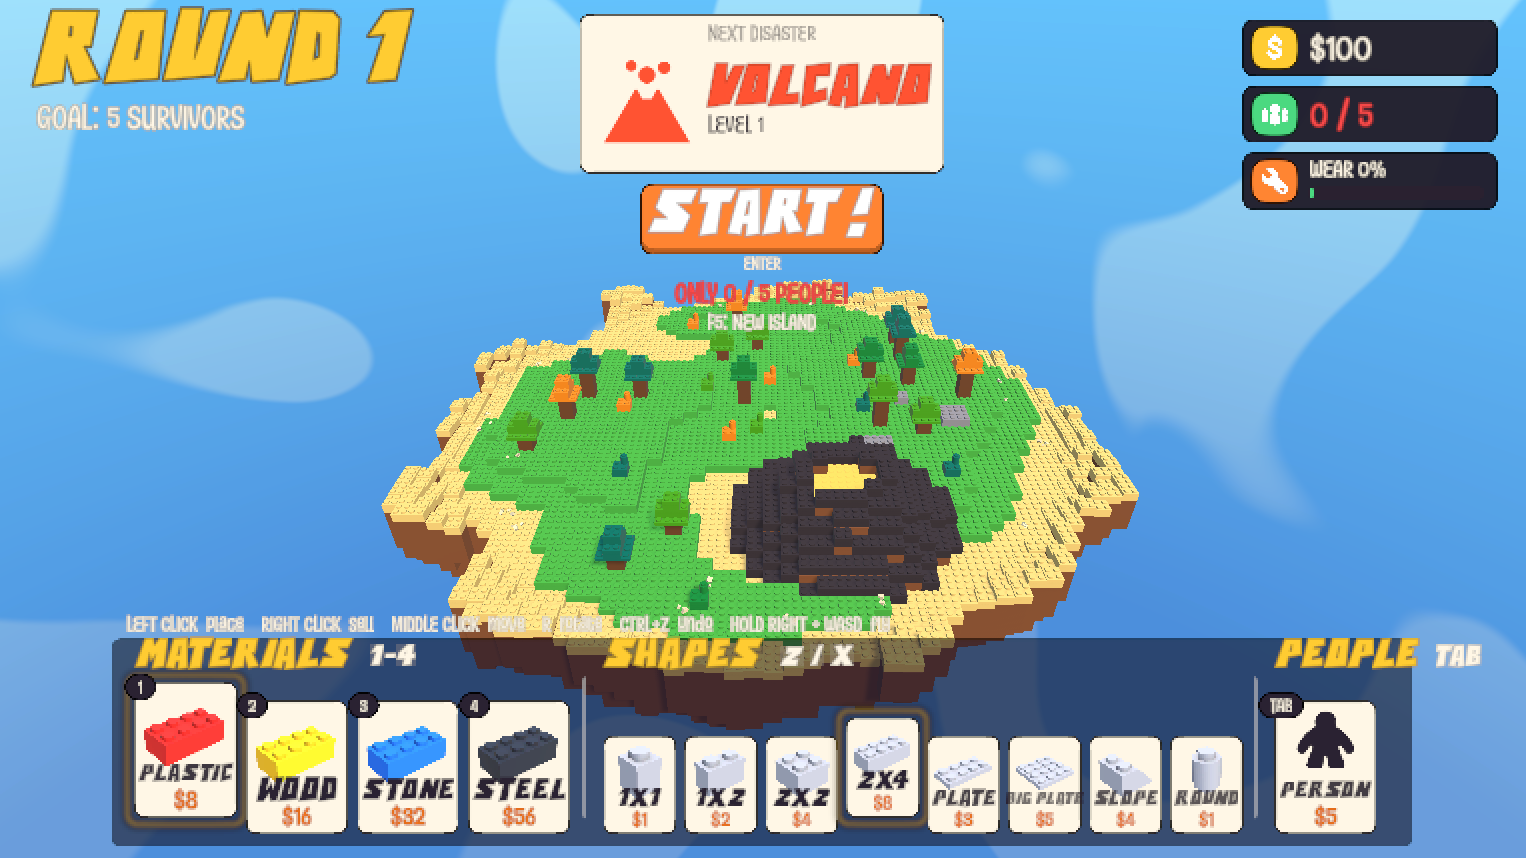 ROUND 1
GOAL: 5 SURVIVORS
NEXT DISASTER
VOLCANO
LEVEL 1
$100
0 / 5
WEAR 0%
START!
ENTER
ONLY 0 / 5 PEOPLE!
F5: NEW ISLAND
LEFT CLICK Place RIGHT CLICK Sell MIDDLE CLICK Move R rotate CTRL+Z Undo HOLD RIGHT + WASD Fly
MATERIALS 1-4
SHAPES Z / X
PEOPLE TAB
1
PLASTIC
$8
2
WOOD
$16
3
STONE
$32
4
STEEL
$56
1X1
$1
1X2
$2
2X2
$4
2X4
$8
PLATE
$3
BIG PLATE
$5
SLOPE
$4
ROUND
$1
TAB
PERSON
$5